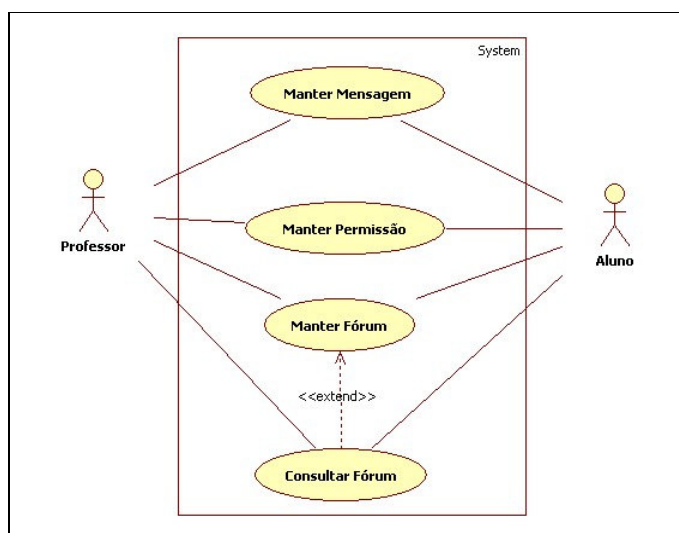 System
Manter Mensagem
Manter Permissão
Professor
Aluno
Manter Fórum
<<extend>>
Consultar Fórum